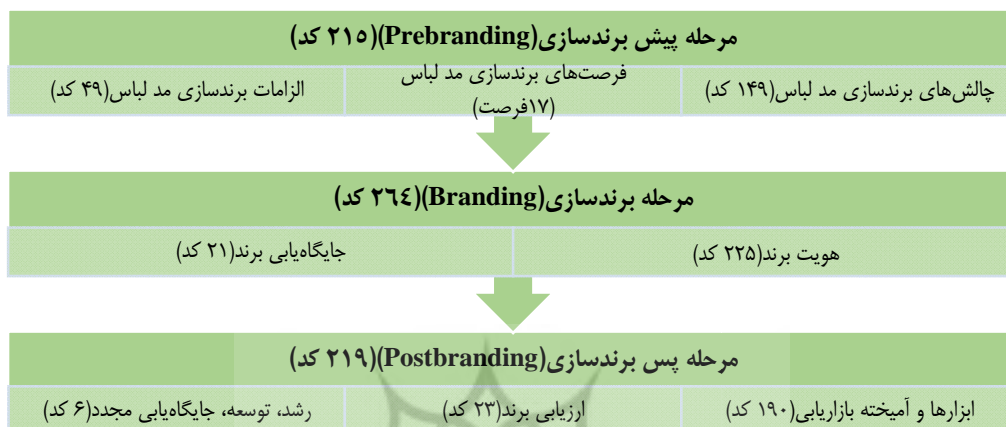 مرحله پیش برندسازی(Prebranding)(۲۱۵ کد)
چالش‌های برندسازی مد لباس(۱۴۹ کد)
فرصت‌های برندسازی مد لباس
(۱۷فرصت)
الزامات برندسازی مد لباس(۴۹ کد)
مرحله برندسازی(Branding)(۲٦٤ کد)
هویت برند(۲۲۵ کد)
جایگاه‌یابی برند(۲۱ کد)
مرحله پس برندسازی(Postbranding)(۲۱۹ کد)
ابزارها و آمیخته بازاریابی(۱۹۰ کد)
ارزیابی برند(۲۳ کد)
رشد، توسعه، جایگاه‌یابی مجدد(۶ کد)